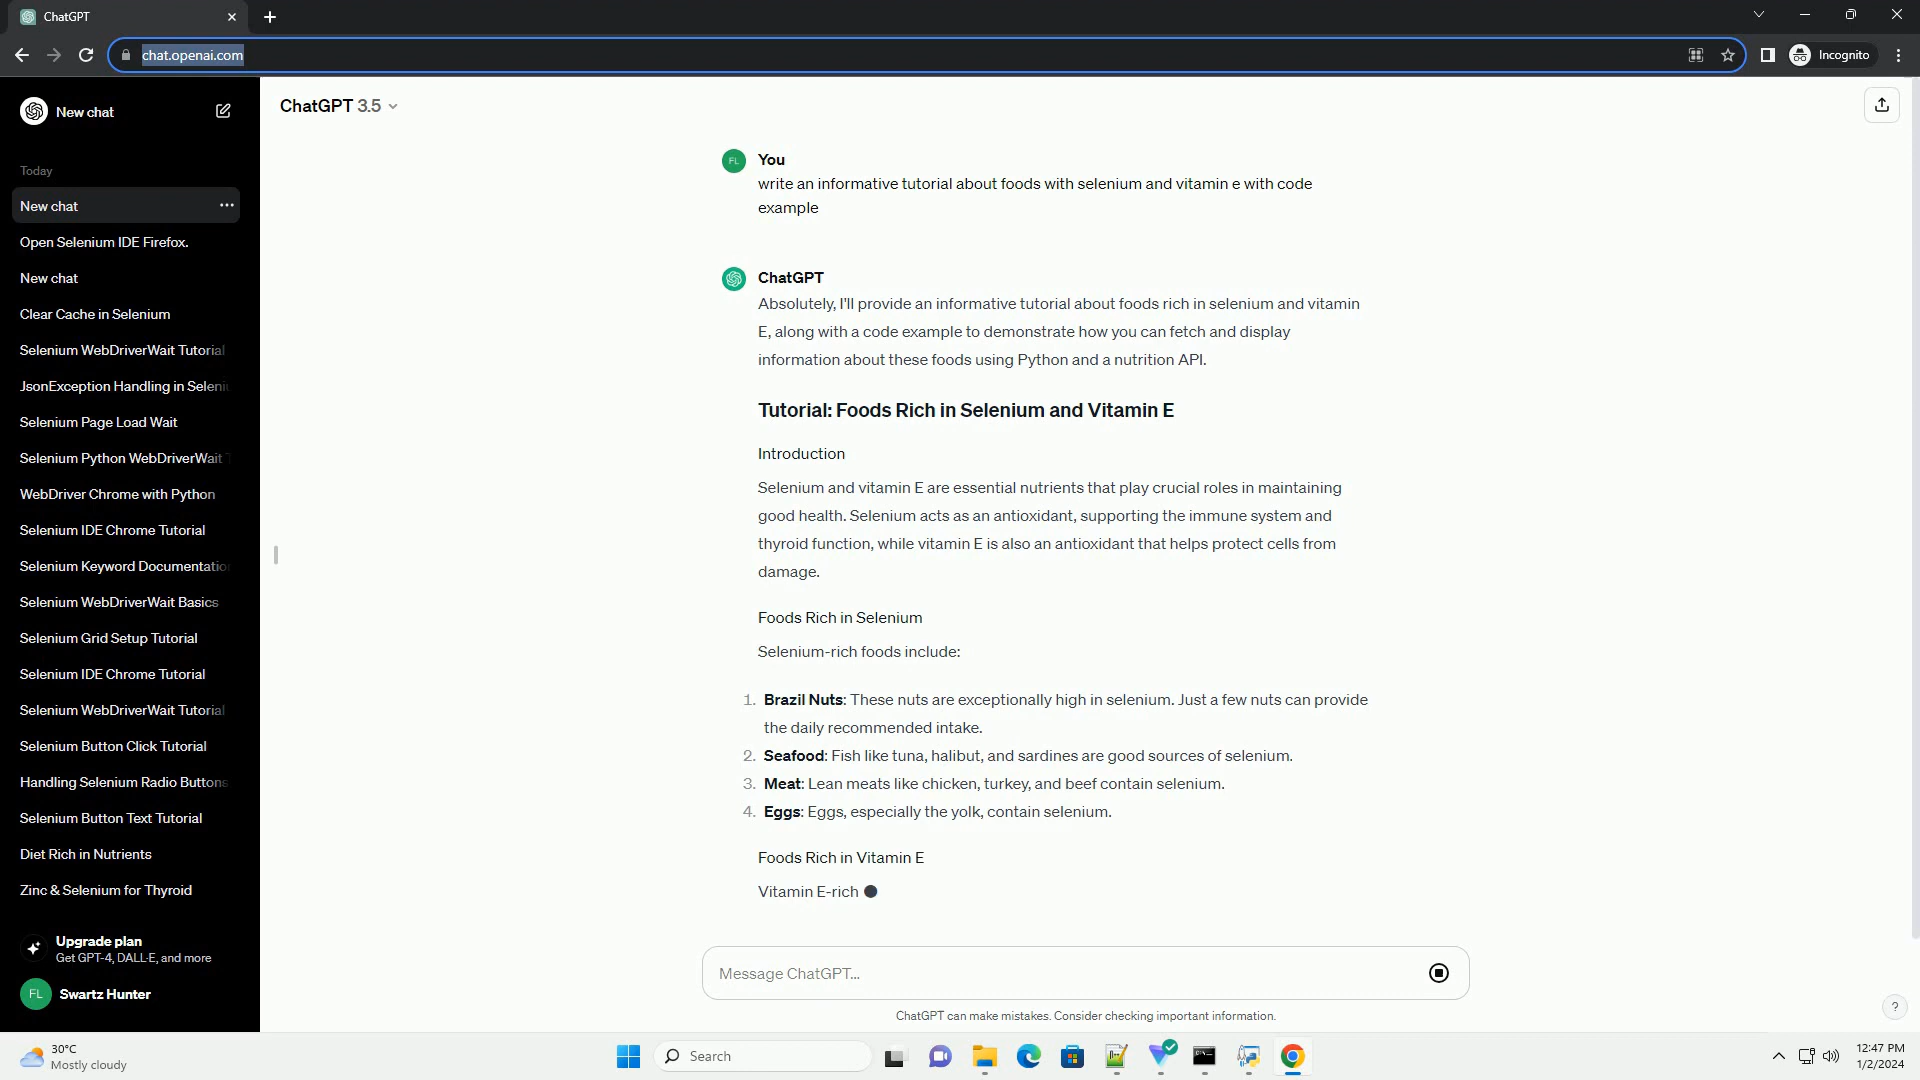 ChatGPT
chat.openai.com
Incognito
New chat
Today
New chat
Open Selenium IDE Firefox.
New chat
Clear Cache in Selenium
Selenium WebDriverWait Tutorial
JsonException Handling in Seleni
Selenium Page Load Wait
Selenium Python WebDriverWait T
WebDriver Chrome with Python
Selenium IDE Chrome Tutorial
Selenium Keyword Documentatio
Selenium WebDriverWait Basics
Selenium Grid Setup Tutorial
Selenium IDE Chrome Tutorial
Selenium WebDriverWait Tutorial
Selenium Button Click Tutorial
Handling Selenium Radio Buttons
Selenium Button Text Tutorial
Diet Rich in Nutrients
Zinc & Selenium for Thyroid
Upgrade plan
Get GPT-4, DALL·E, and more
FL
Swartz Hunter
ChatGPT 3.5
FL
You
write an informative tutorial about foods with selenium and vitamin e with code
example
ChatGPT
Absolutely, I'll provide an informative tutorial about foods rich in selenium and vitamin
E, along with a code example to demonstrate how you can fetch and display
information about these foods using Python and a nutrition API.
Tutorial: Foods Rich in Selenium and Vitamin E
Introduction
Selenium and vitamin E are essential nutrients that play crucial roles in maintaining
good health. Selenium acts as an antioxidant, supporting the immune system and
thyroid function, while vitamin E is also an antioxidant that helps protect cells from
damage.
Foods Rich in Selenium
Selenium-rich foods include:
1. Brazil Nuts: These nuts are exceptionally high in selenium. Just a few nuts can provide
the daily recommended intake.
2. Seafood: Fish like tuna, halibut, and sardines are good sources of selenium.
3. Meat: Lean meats like chicken, turkey, and beef contain selenium.
4. Eggs: Eggs, especially the yolk, contain selenium.
Foods Rich in Vitamin E
Vitamin E-rich
Message ChatGPT…
ChatGPT can make mistakes. Consider checking important information.
?
30°C
Mostly cloudy
Search
12:47 PM
1/2/2024